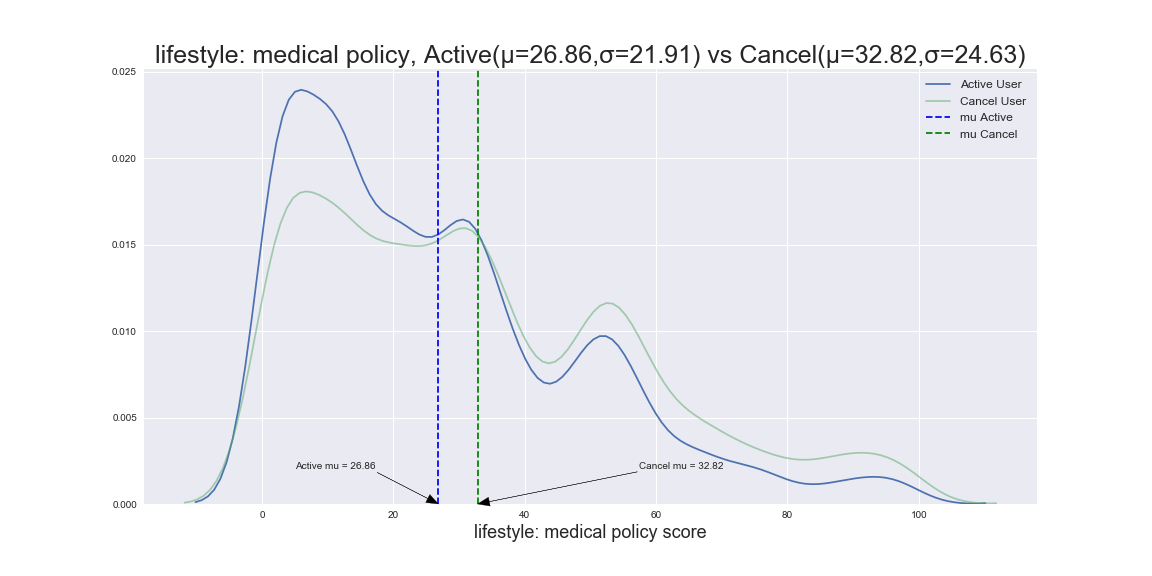 lifestyle: medical policy, Active(μ=26.86,σ=21.91) vs Cancel(μ=32.82,σ=24.63)
0.025
0.020
0.015
0.010
0.005
0.000
Active User
Cancel User
mu Active
mu Cancel
Active mu = 26.86
Cancel mu = 32.82
0 20 40 60 80 100
lifestyle: medical policy score